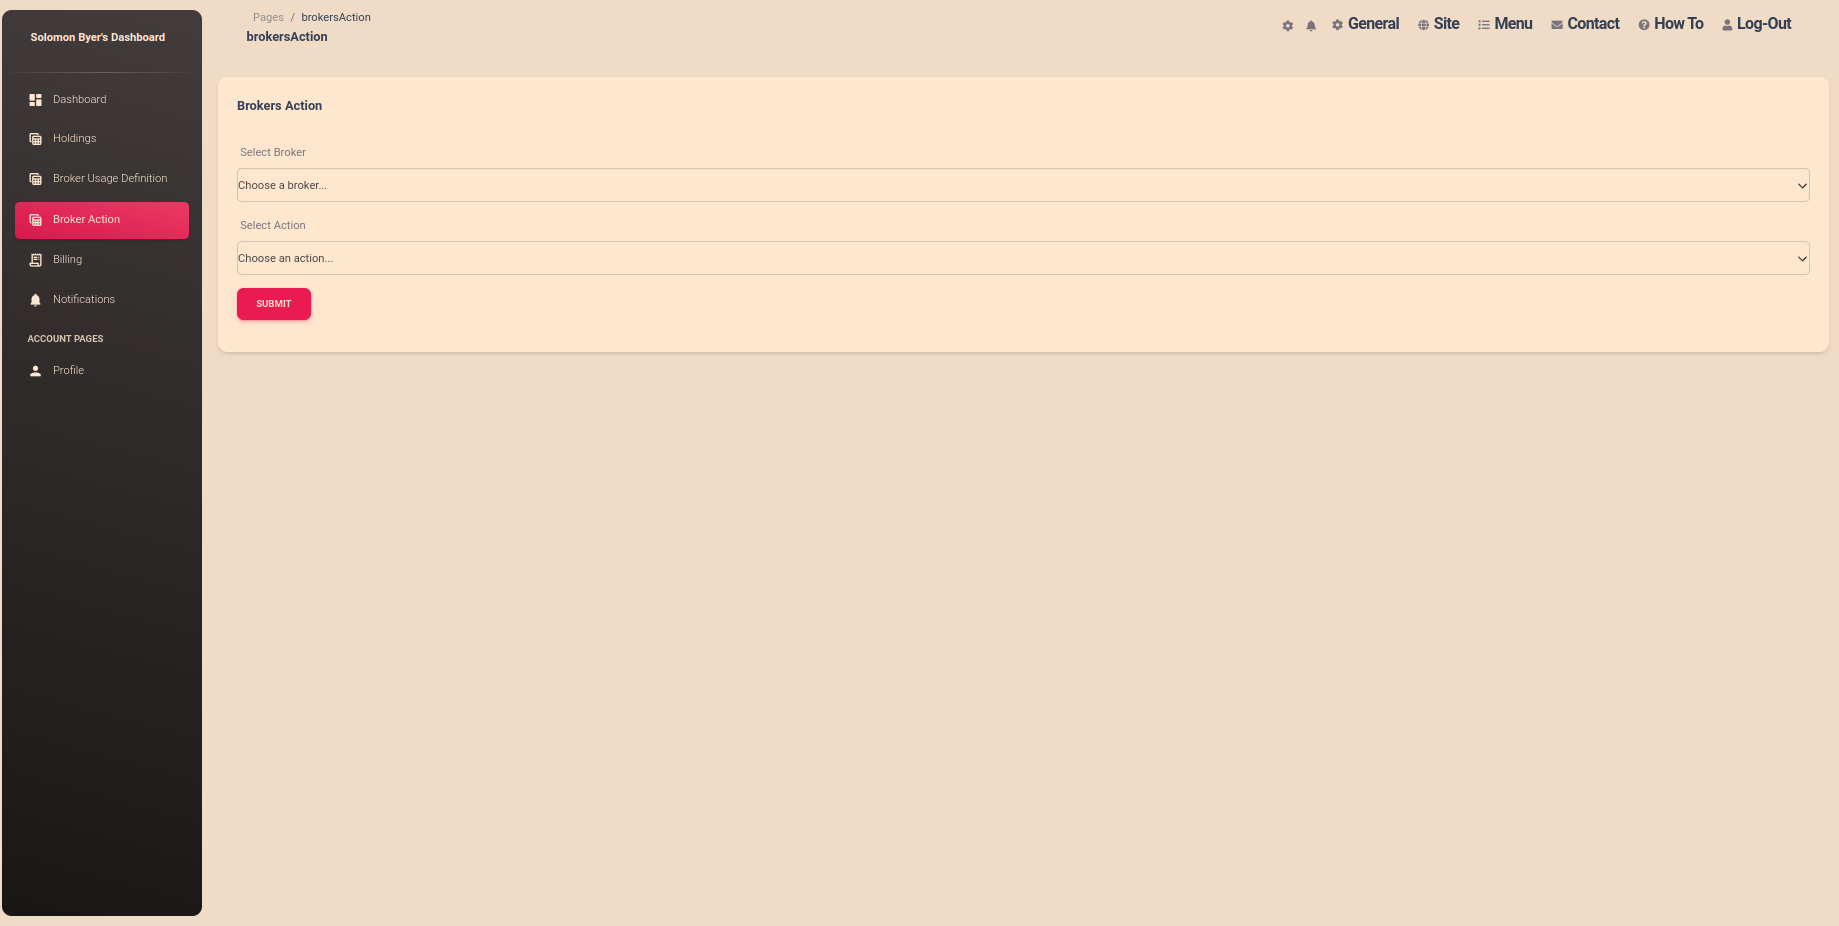 Solomon Byer's Dashboard
Dashboard
Holdings
Broker Usage Definition
Broker Action
Billing
Notifications
ACCOUNT PAGES
Profile
Pages / brokersAction
brokersAction
General Site Menu Contact How To Log-Out
Brokers Action
Select Broker
Choose a broker...
Select Action
Choose an action...
SUBMIT